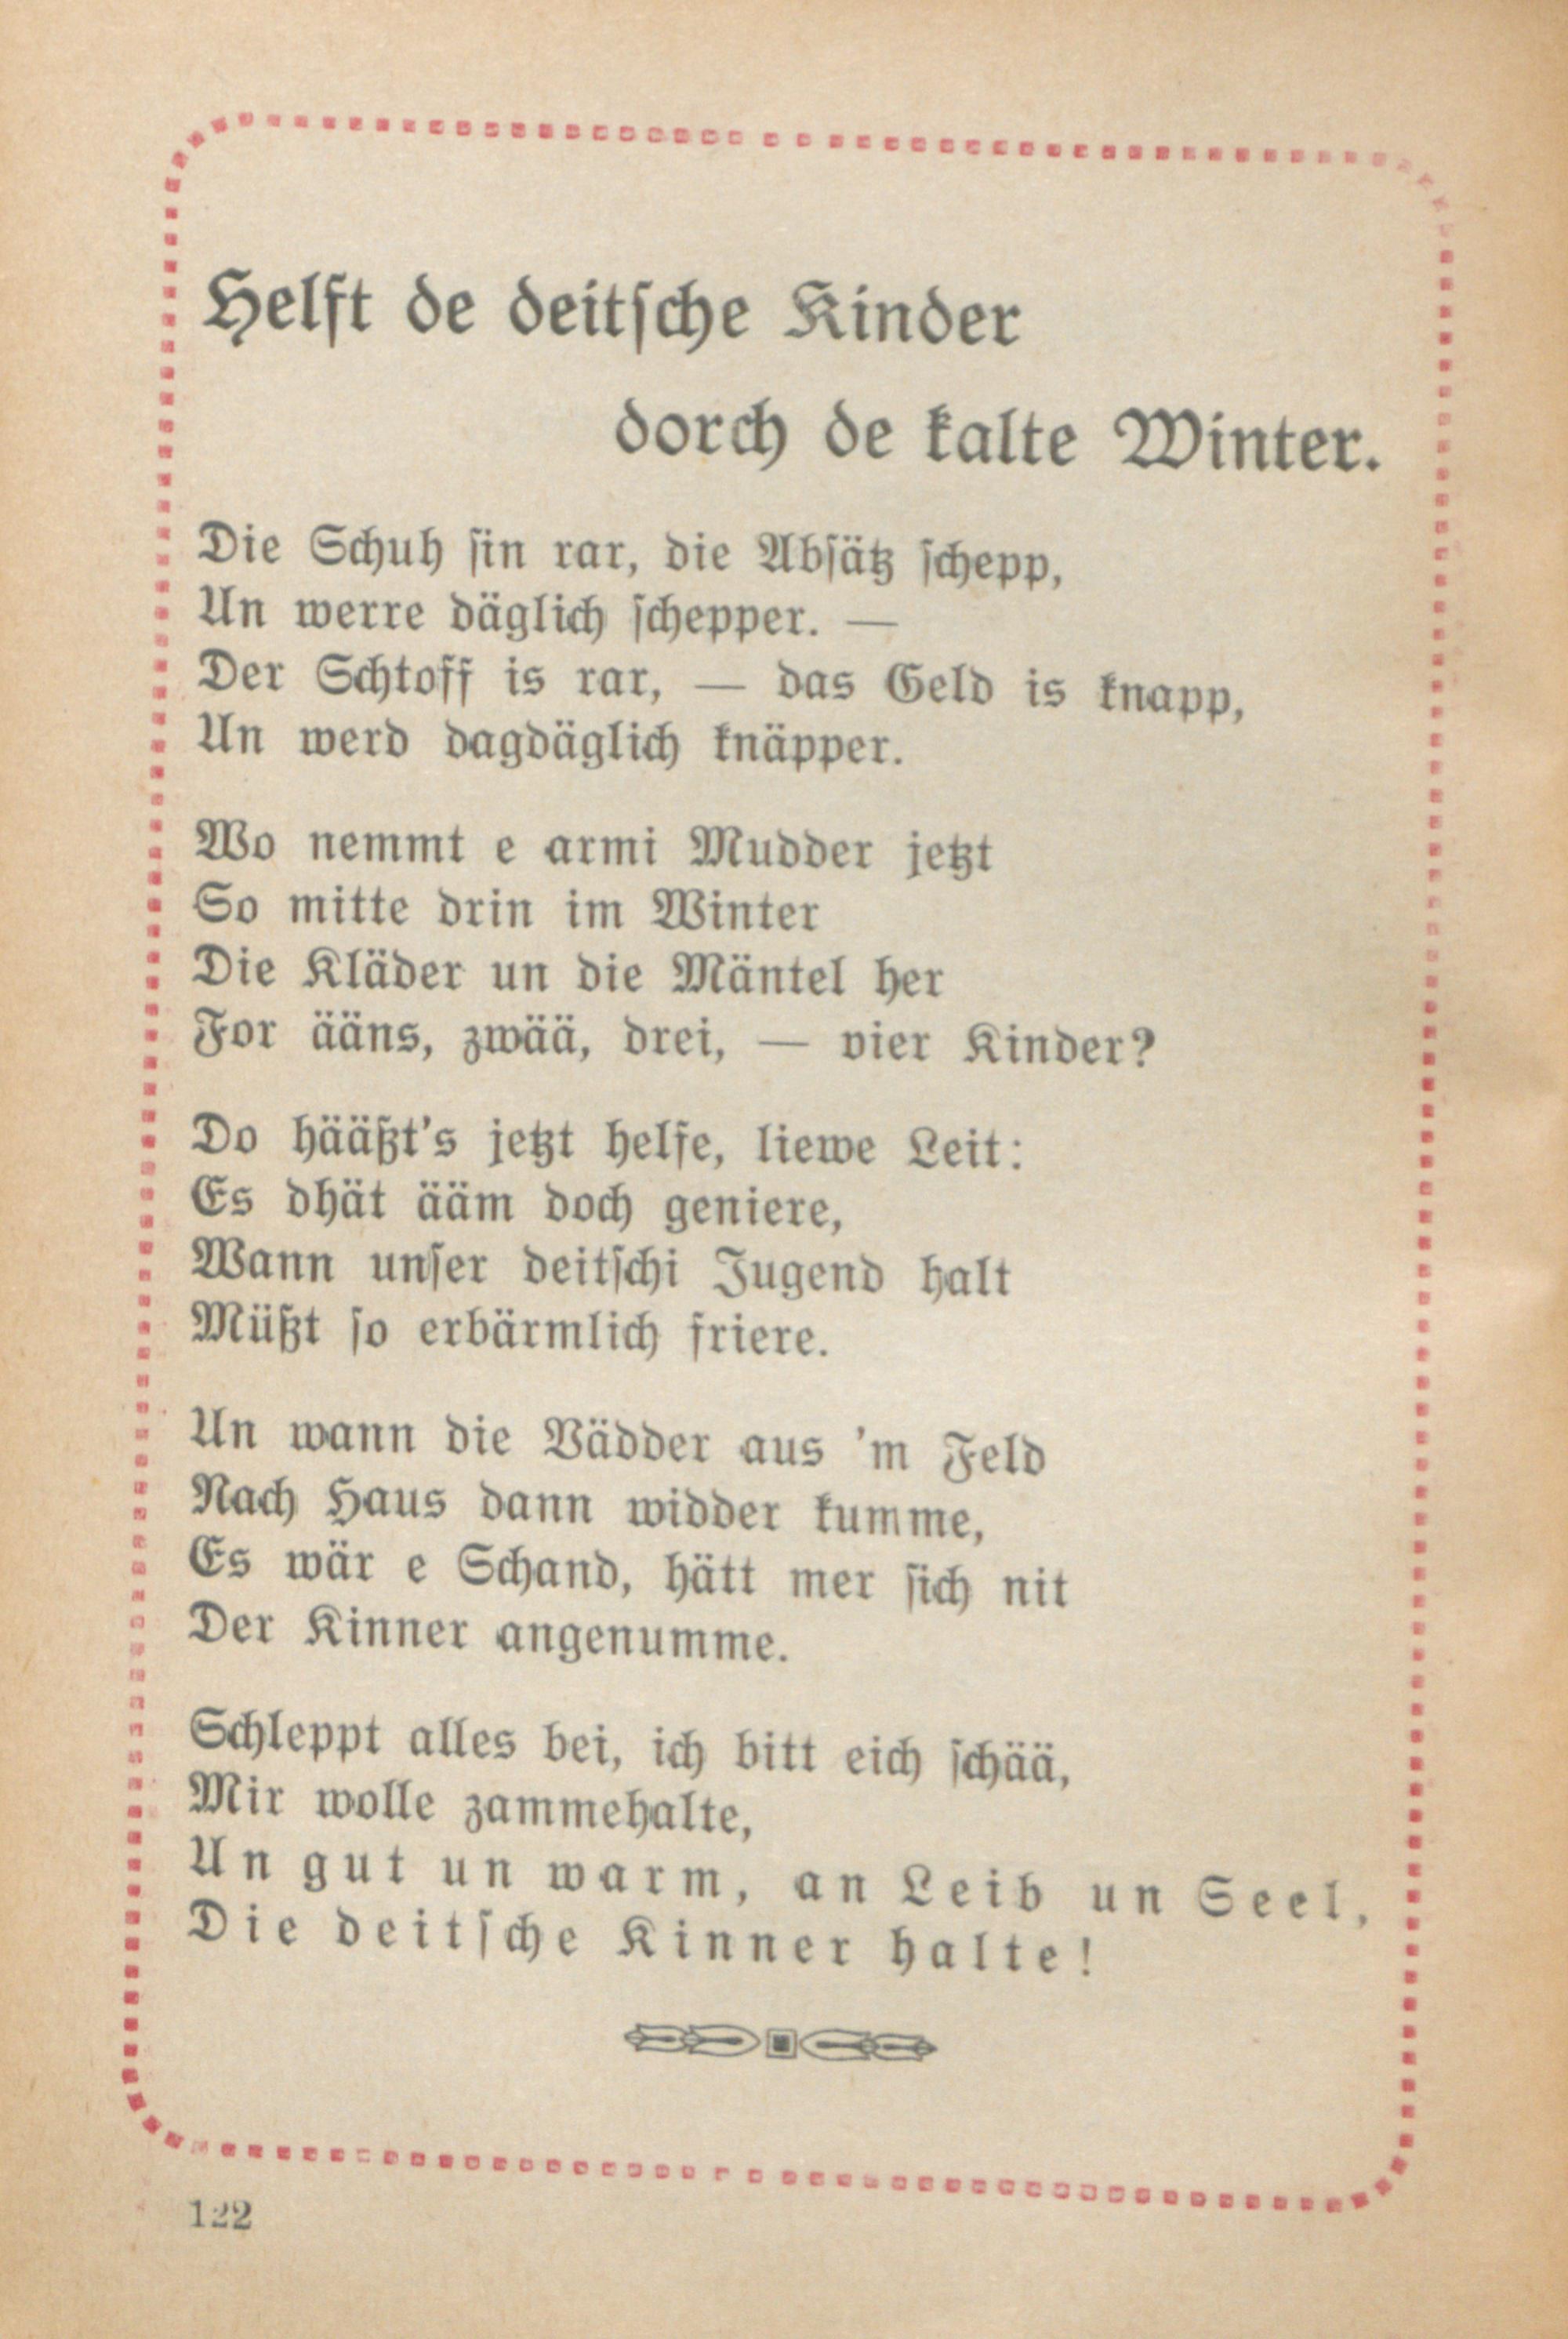 Helft de deitsche Kinder
dorch de kalte Winter.
Die Schuh sin rar, die Absätz schepp,
Un werre däglich schepper. —
Der Schtoff is rar, — das Geld is knapp,
Un werd dagdäglich knäpper.
Wo nemmt e armi Mudder jetzt
So mitte drin im Winter
Die Kläder un die Mäntel her
For ääns, zwää, drei, — vier Kinder?
Do hääßt's jetzt helfe, liewe Leit:
Es dhät ääm doch geniere,
Wann unser deitschi Jugend halt
Müßt so erbärmlich friere.
Un wann die Vädder aus 'm Feld
Nach Haus dann widder kumme,
Es wär e Schand, hätt mer sich nit
Der Kinner angenumme.
Schleppt alles bei, ich bitt eich schää,
Mir wolle zammehalte,
Un gut un warm, an Leib un Seel,
Die deitsche Kinner halte!
122